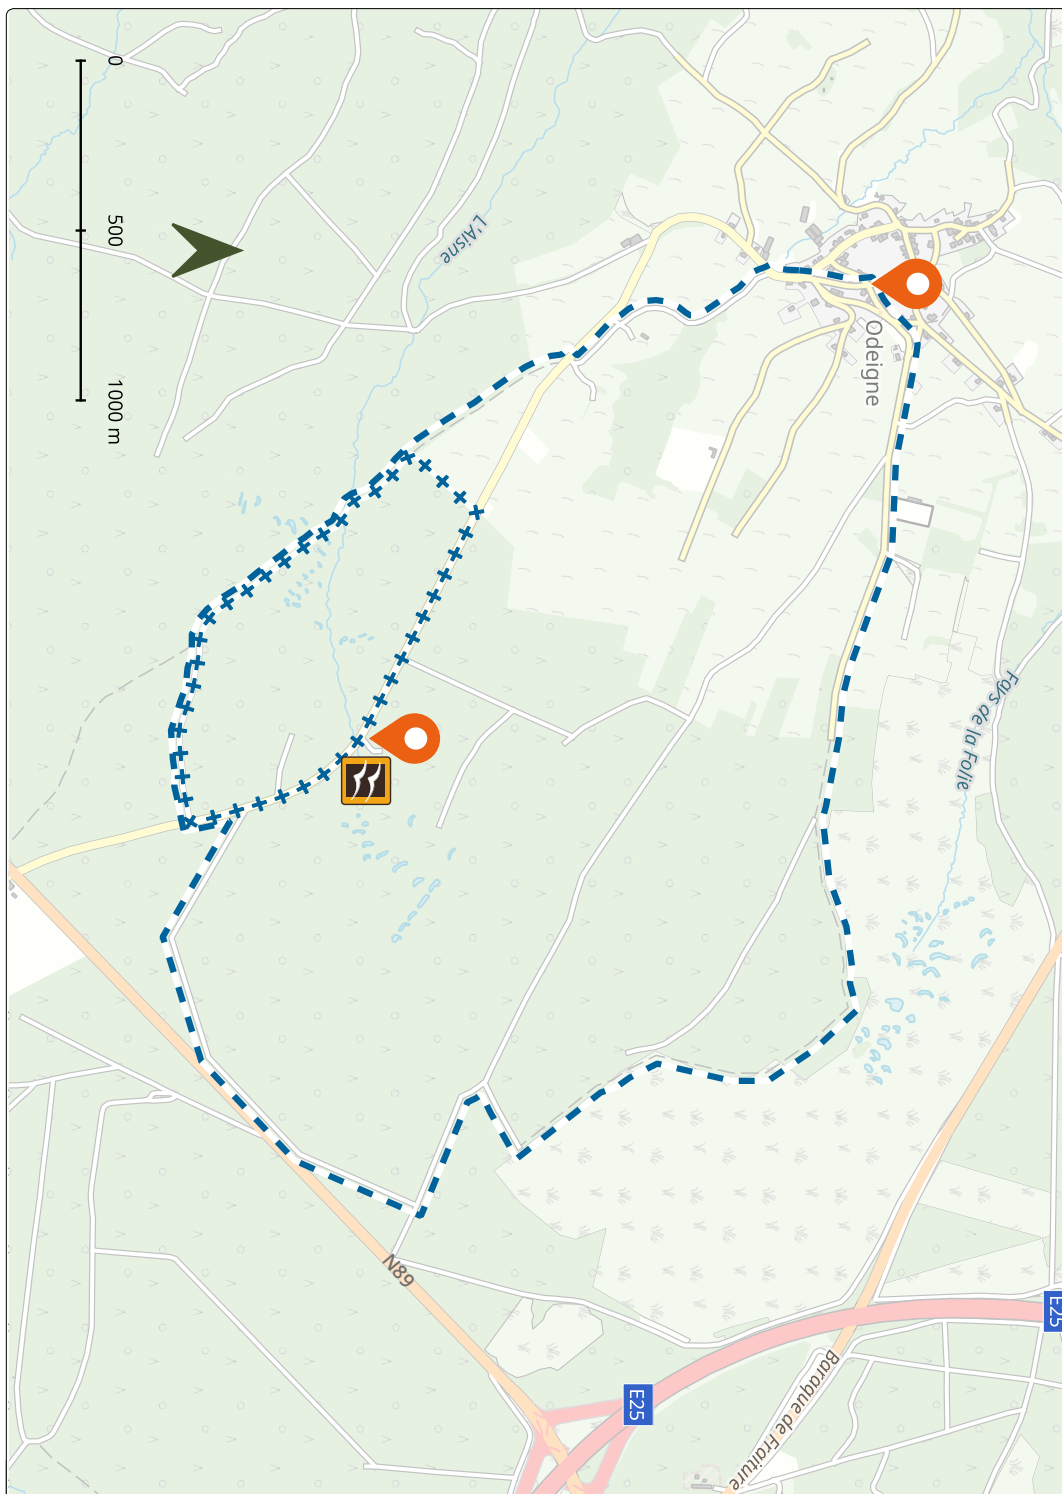 0
500
1000 m
L'Aisne
Odeigne
Fays de la Folie
N89
E25
E25
Baraque de Fraiture